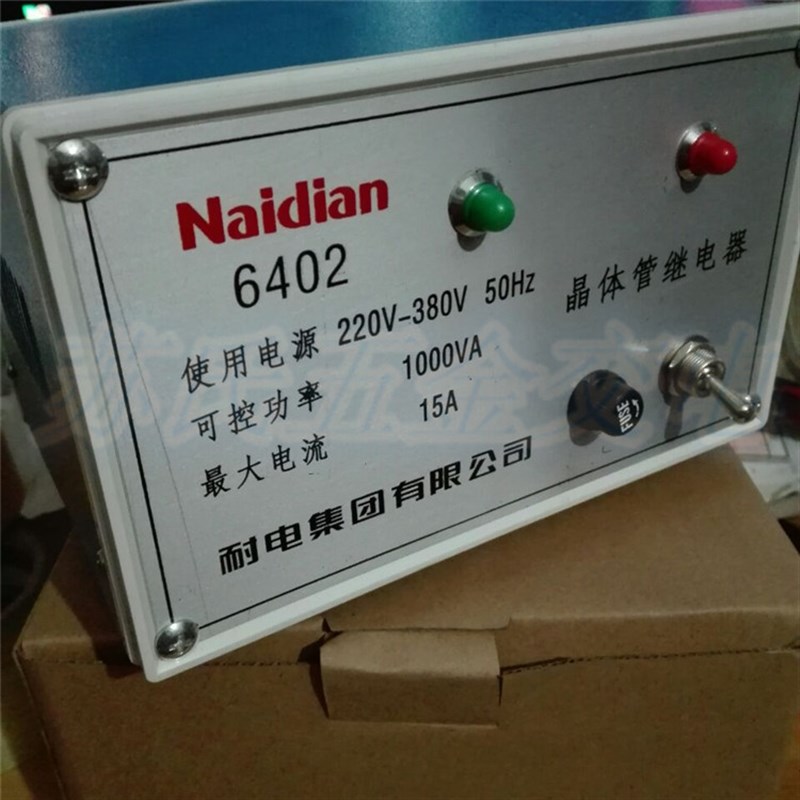 Naidian
6402
晶体管继电器
使用电源 220V-380V 50Hz
可控功率 1000VA
最大电流 15A
FUSE
耐电集团有限公司